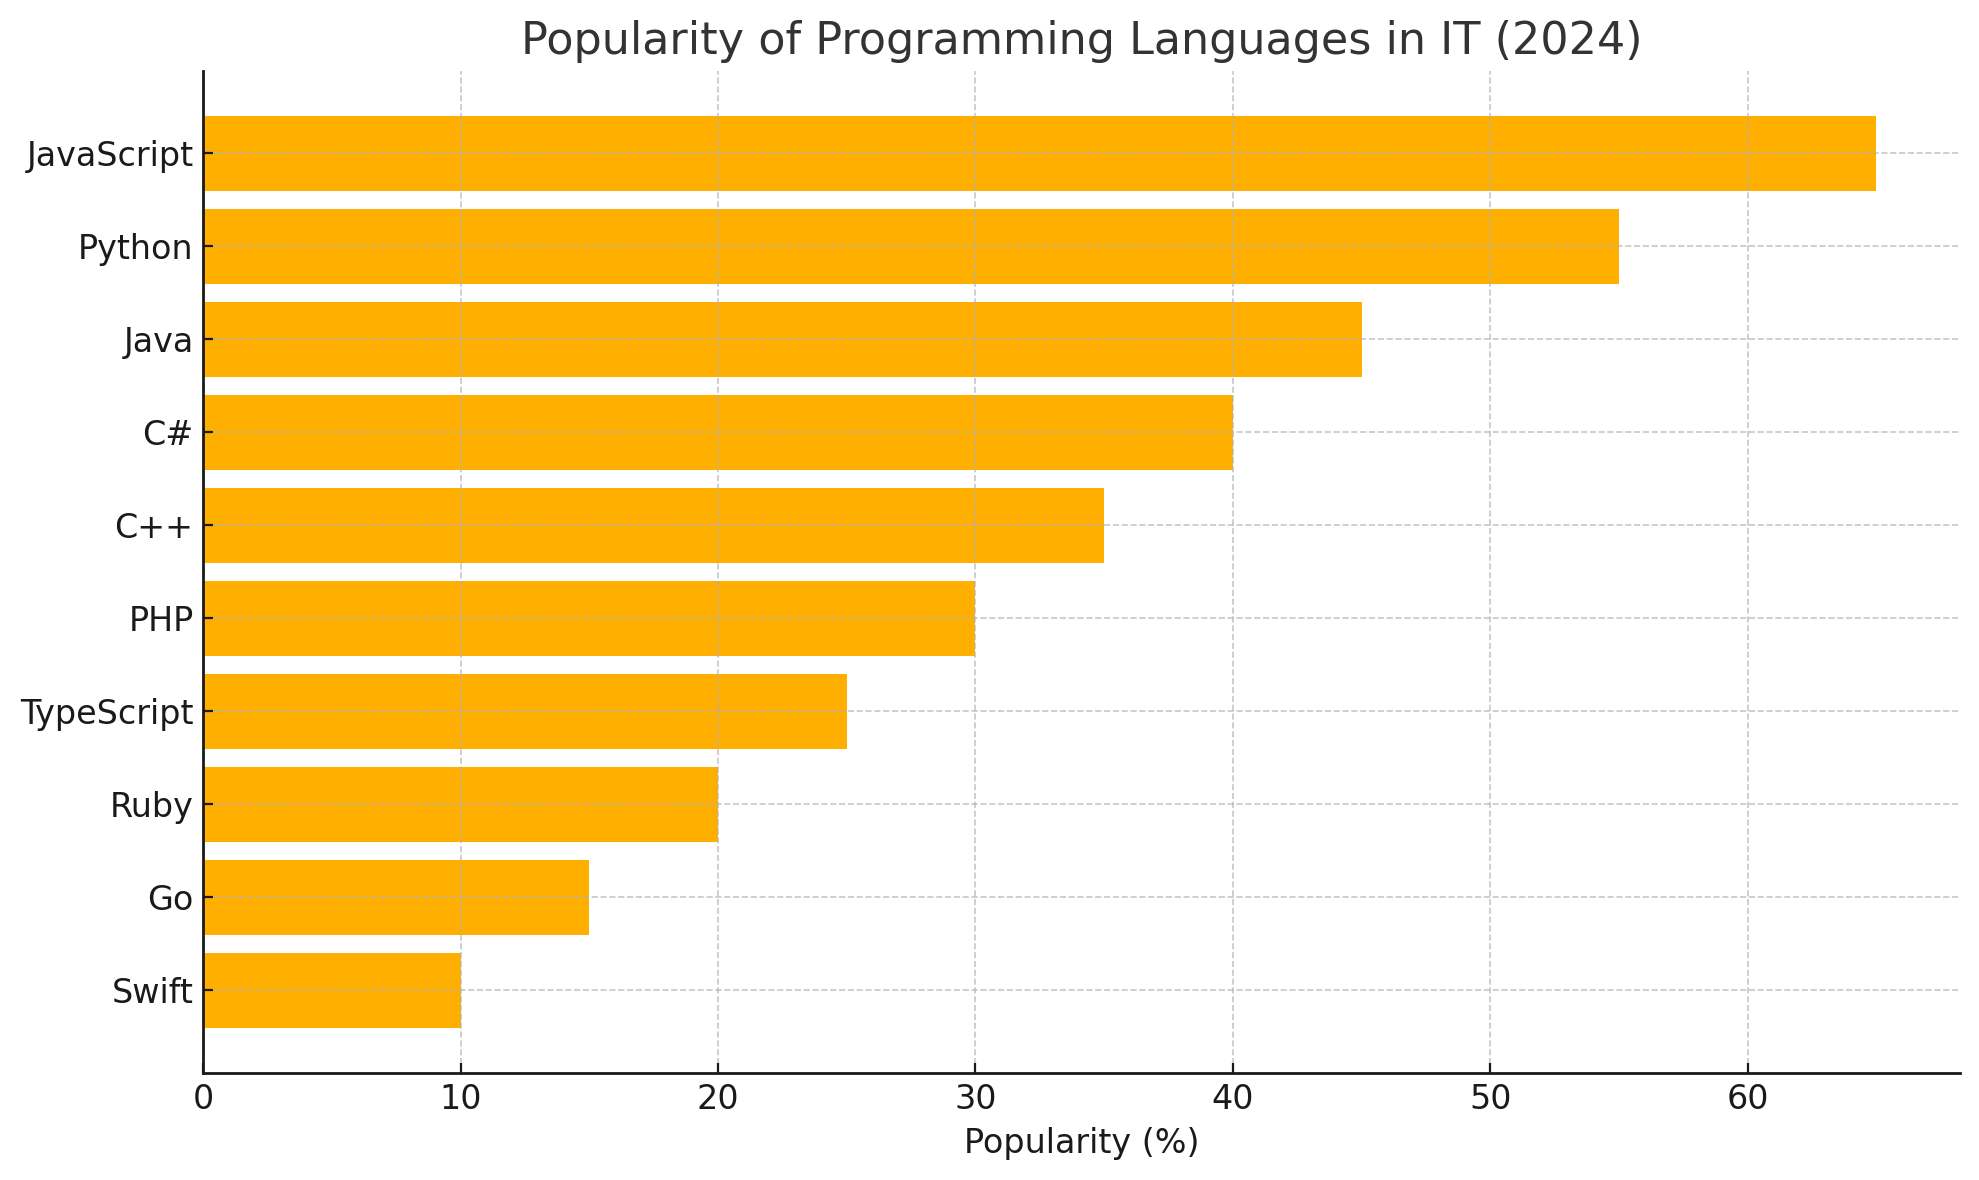 Popularity of Programming Languages in IT (2024)
JavaScript
Python
Java
C#
C++
PHP
TypeScript
Ruby
Go
Swift
0 10 20 30 40 50 60
Popularity (%)